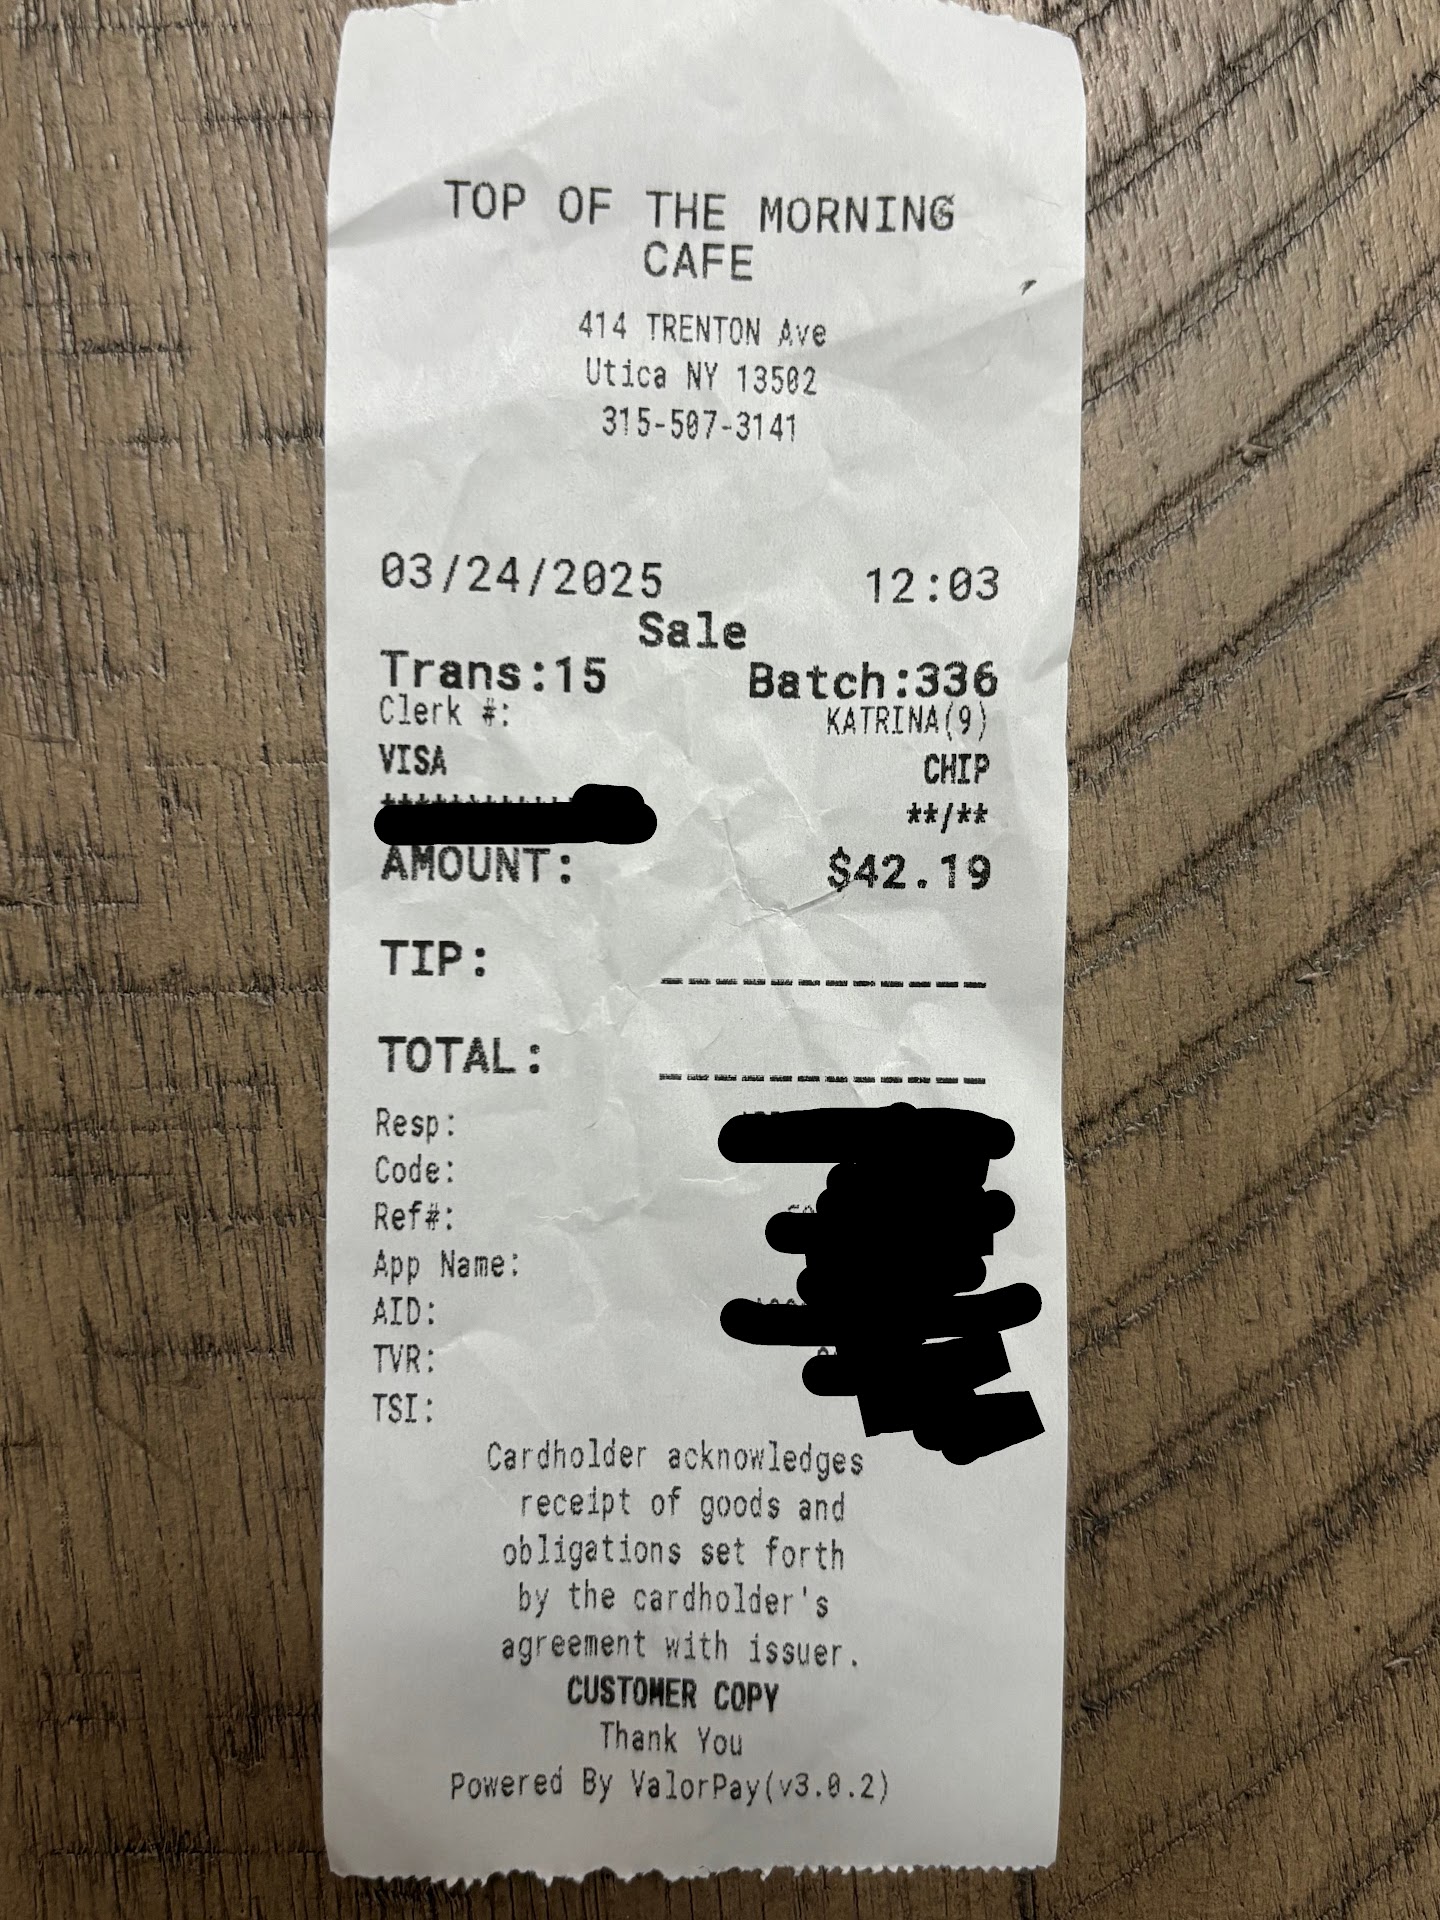 TOP OF THE MORNING
CAFE
414 TRENTON Ave
Utica NY 13502
315-507-3141
03/24/2025 12:03
Sale
Trans:15 Batch:336
Clerk #: KATRINA(9)
VISA CHIP
**/**
AMOUNT: $42.19
TIP: ____________
TOTAL: ____________
Resp:
Code:
Ref#:
App Name:
AID:
TVR:
TSI:
Cardholder acknowledges
receipt of goods and
obligations set forth
by the cardholder's
agreement with issuer.
CUSTOMER COPY
Thank You
Powered By ValorPay(v3.0.2)